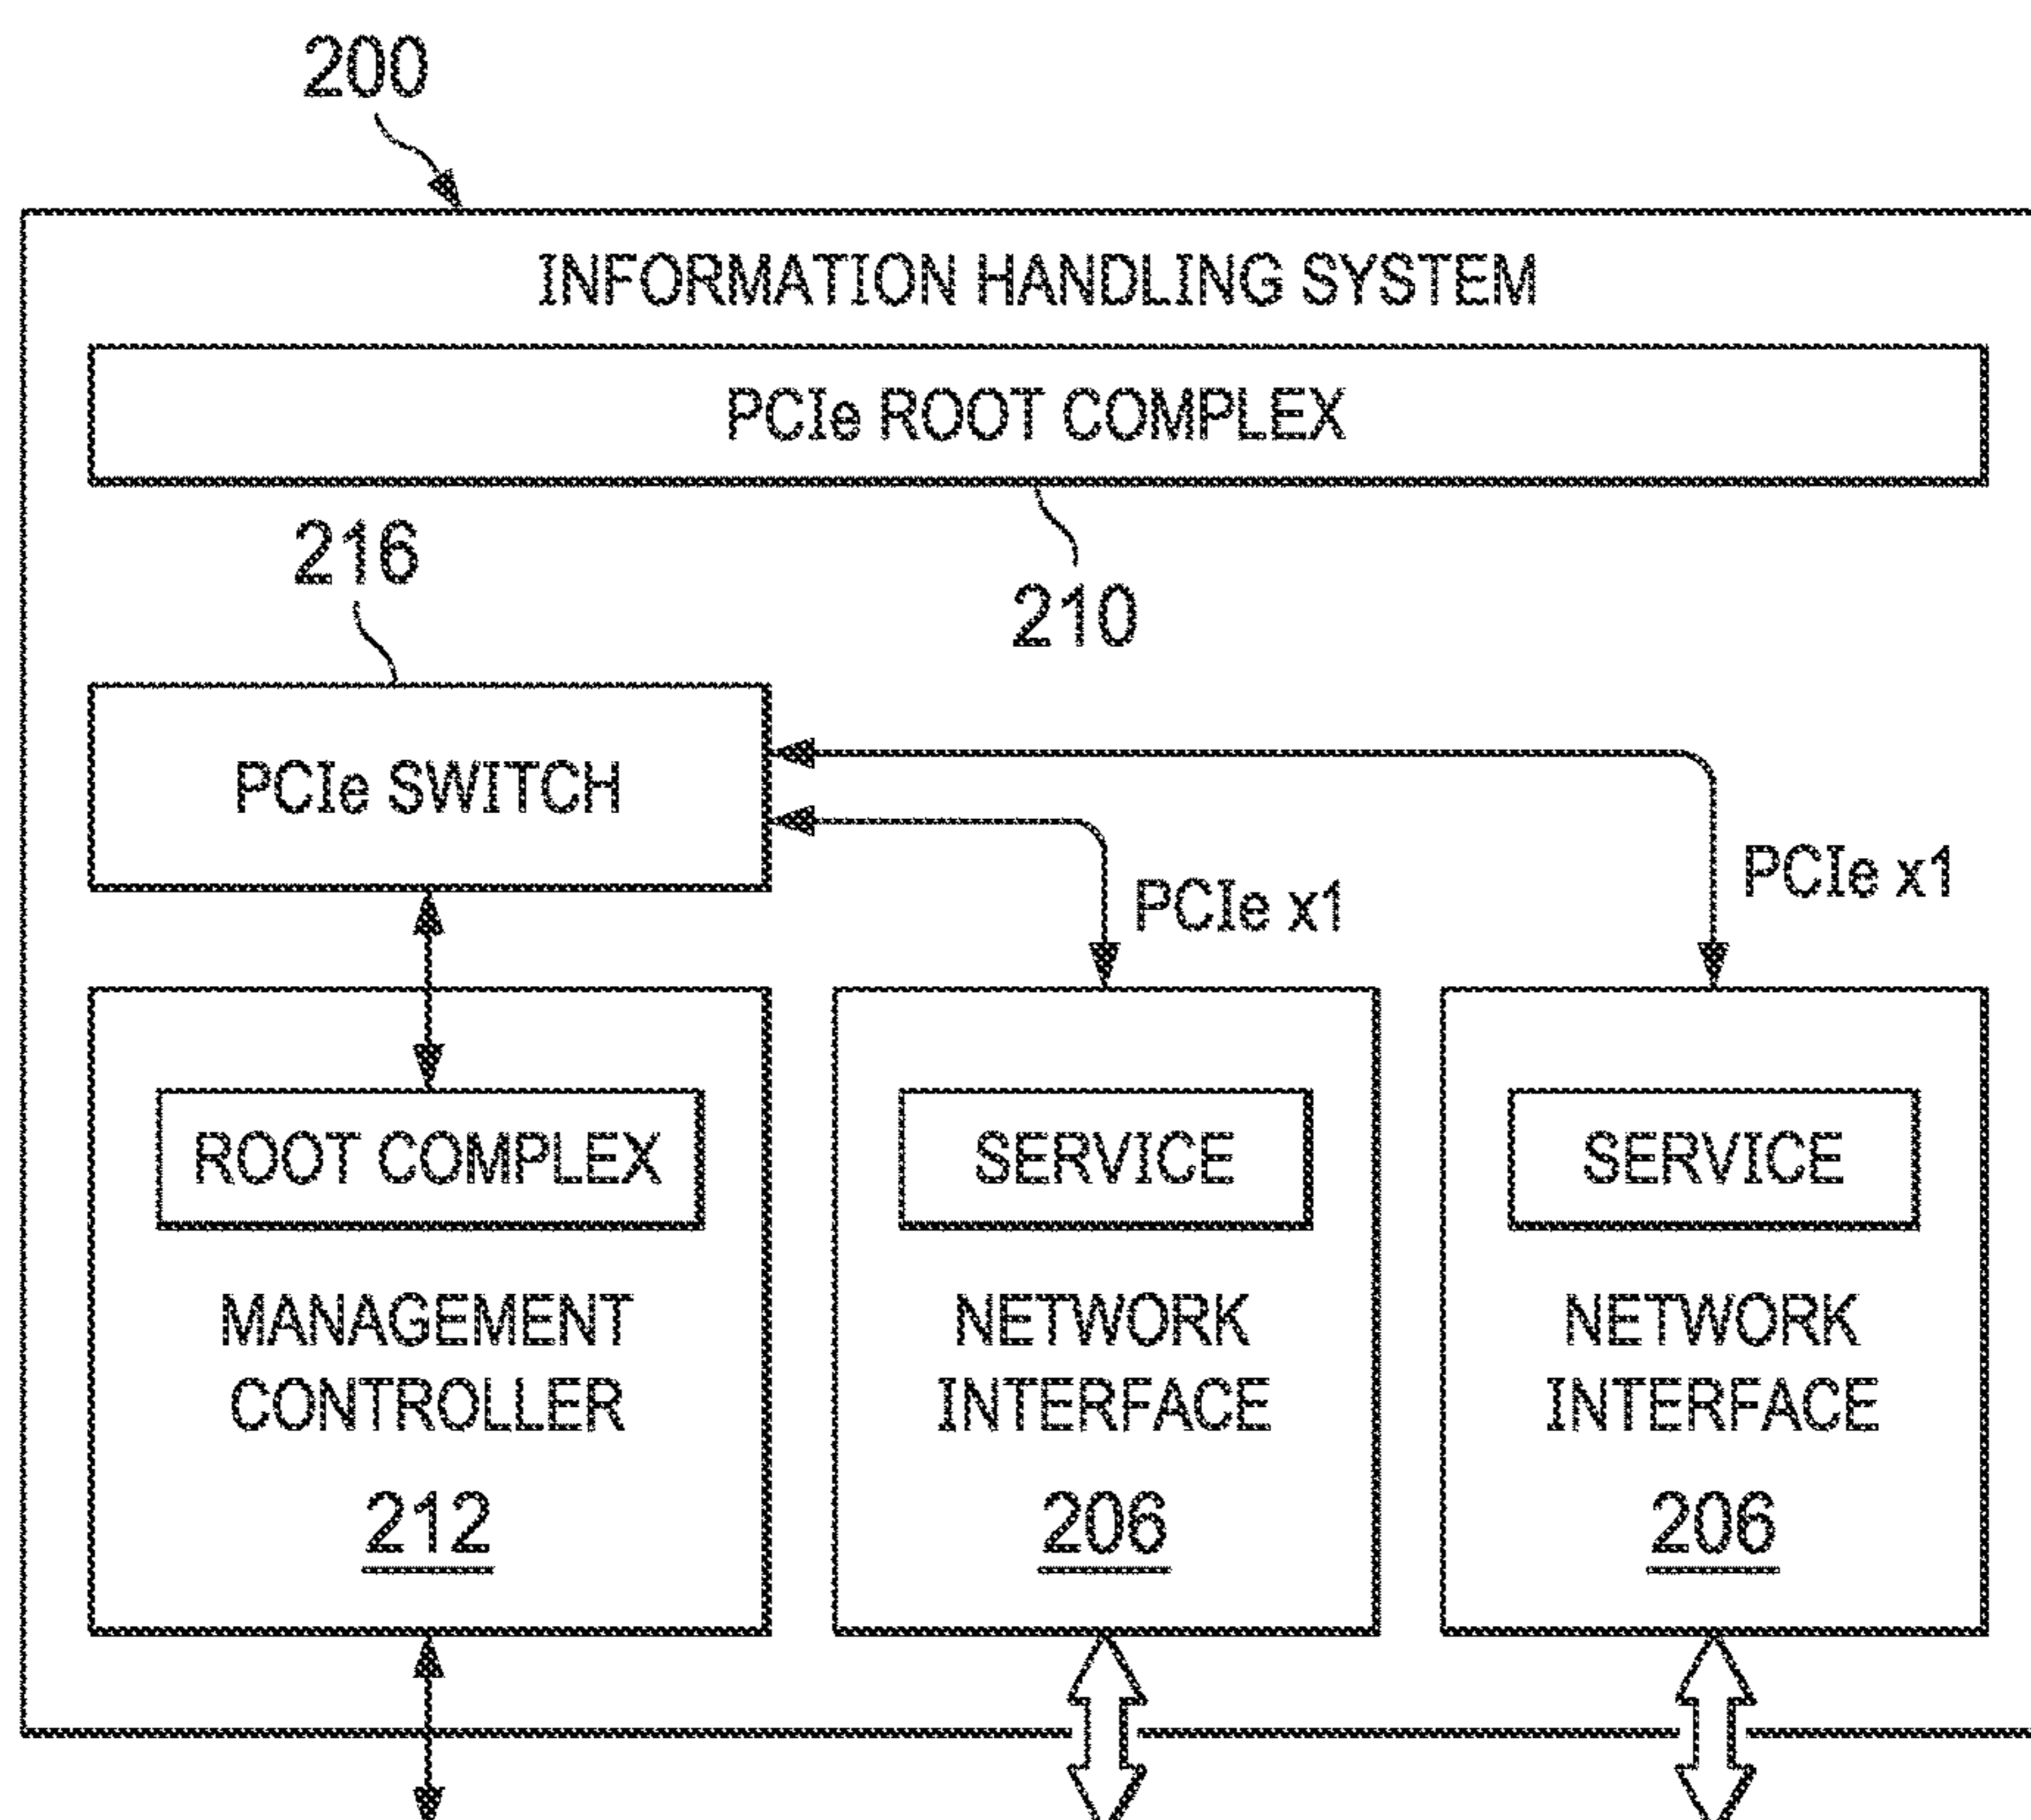 200
INFORMATION HANDLING SYSTEM
PCIe ROOT COMPLEX
216
210
PCIe SWITCH
PCIe x1
PCIe x1
ROOT COMPLEX
MANAGEMENT
CONTROLLER
212
SERVICE
NETWORK
INTERFACE
206
SERVICE
NETWORK
INTERFACE
206